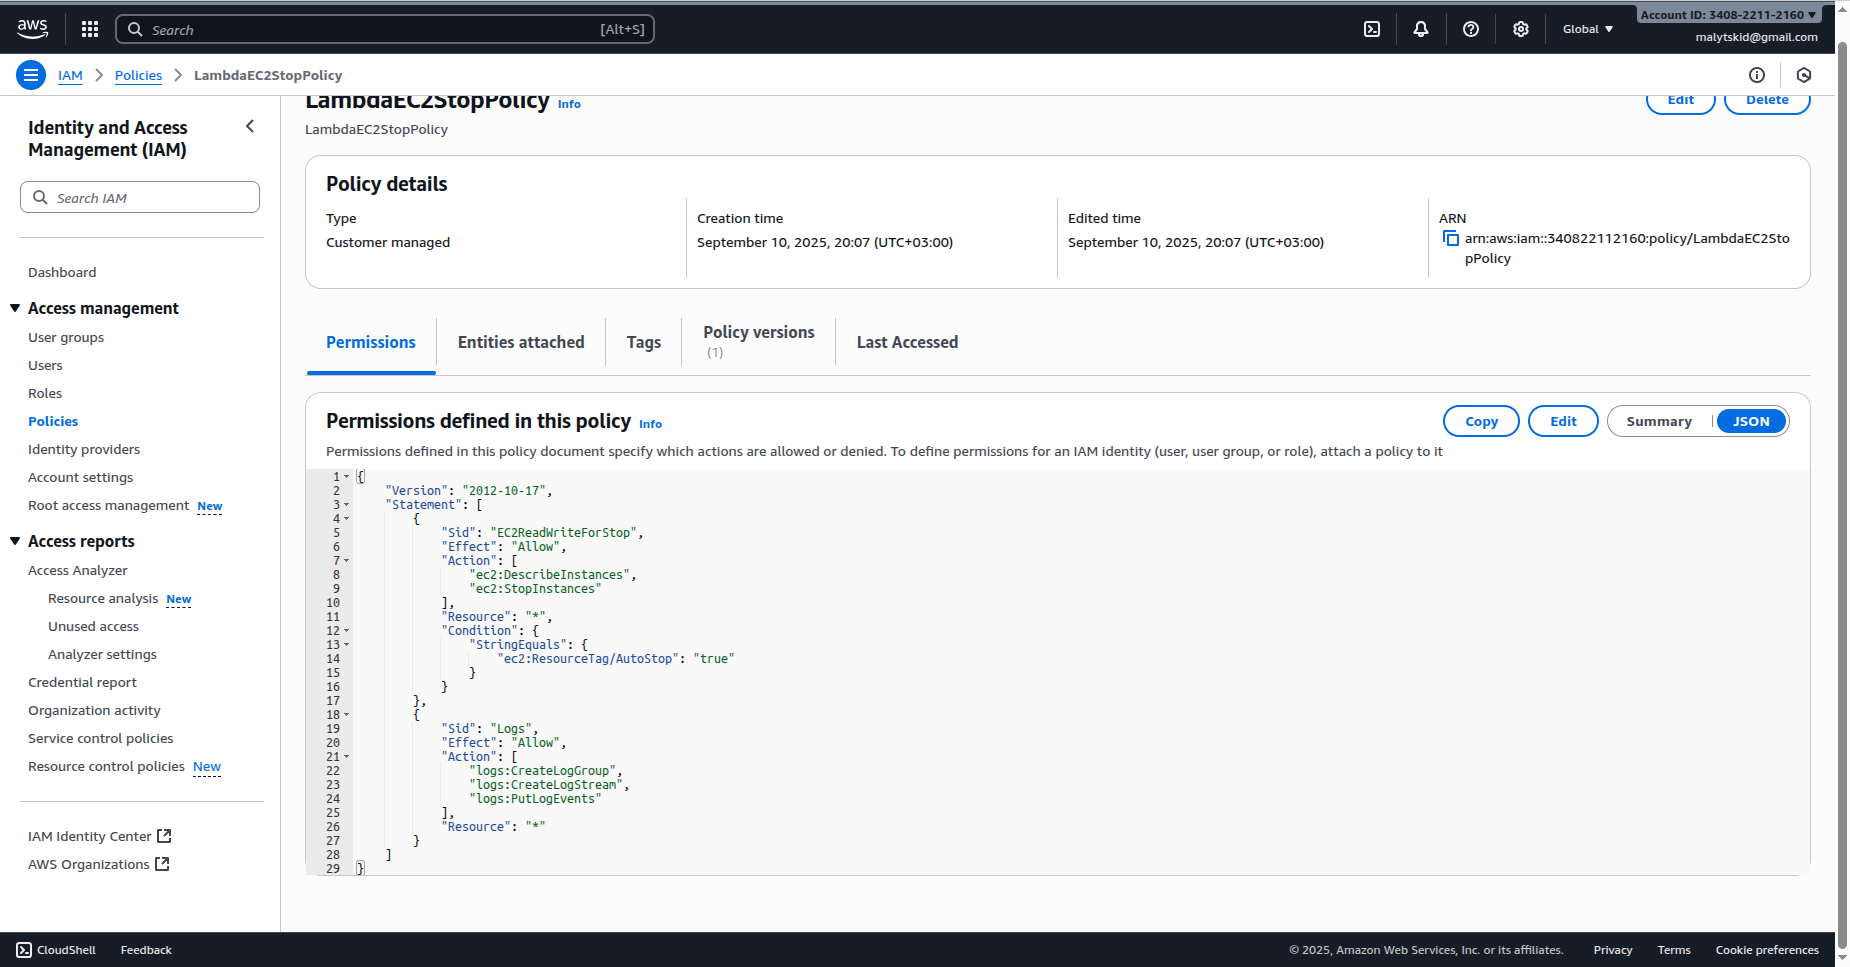 aws
Search
[Alt+S]
Global
Account ID: 3408-2211-2160
malytskid@gmail.com
IAM
Policies
LambdaEC2StopPolicy
Identity and Access
Management (IAM)
Search IAM
Dashboard
Access management
User groups
Users
Roles
Policies
Identity providers
Account settings
Root access management New
Access reports
Access Analyzer
Resource analysis New
Unused access
Analyzer settings
Credential report
Organization activity
Service control policies
Resource control policies New
IAM Identity Center
AWS Organizations
LambdaEC2StopPolicy Info
Edit
Delete
LambdaEC2StopPolicy
Policy details
Type
Customer managed
Creation time
September 10, 2025, 20:07 (UTC+03:00)
Edited time
September 10, 2025, 20:07 (UTC+03:00)
ARN
arn:aws:iam::340822112160:policy/LambdaEC2Sto
pPolicy
Permissions
Entities attached
Tags
Policy versions
(1)
Last Accessed
Permissions defined in this policy Info
Copy
Edit
Summary
JSON
Permissions defined in this policy document specify which actions are allowed or denied. To define permissions for an IAM identity (user, user group, or role), attach a policy to it
1 {
2 "Version": "2012-10-17",
3 "Statement": [
4 {
5 "Sid": "EC2ReadWriteForStop",
6 "Effect": "Allow",
7 "Action": [
8 "ec2:DescribeInstances",
9 "ec2:StopInstances"
10 ],
11 "Resource": "*",
12 "Condition": {
13 "StringEquals": {
14 "ec2:ResourceTag/AutoStop": "true"
15 }
16 }
17 },
18 {
19 "Sid": "Logs",
20 "Effect": "Allow",
21 "Action": [
22 "logs:CreateLogGroup",
23 "logs:CreateLogStream",
24 "logs:PutLogEvents"
25 ],
26 "Resource": "*"
27 }
28 ]
29 }
CloudShell
Feedback
© 2025, Amazon Web Services, Inc. or its affiliates.
Privacy
Terms
Cookie preferences